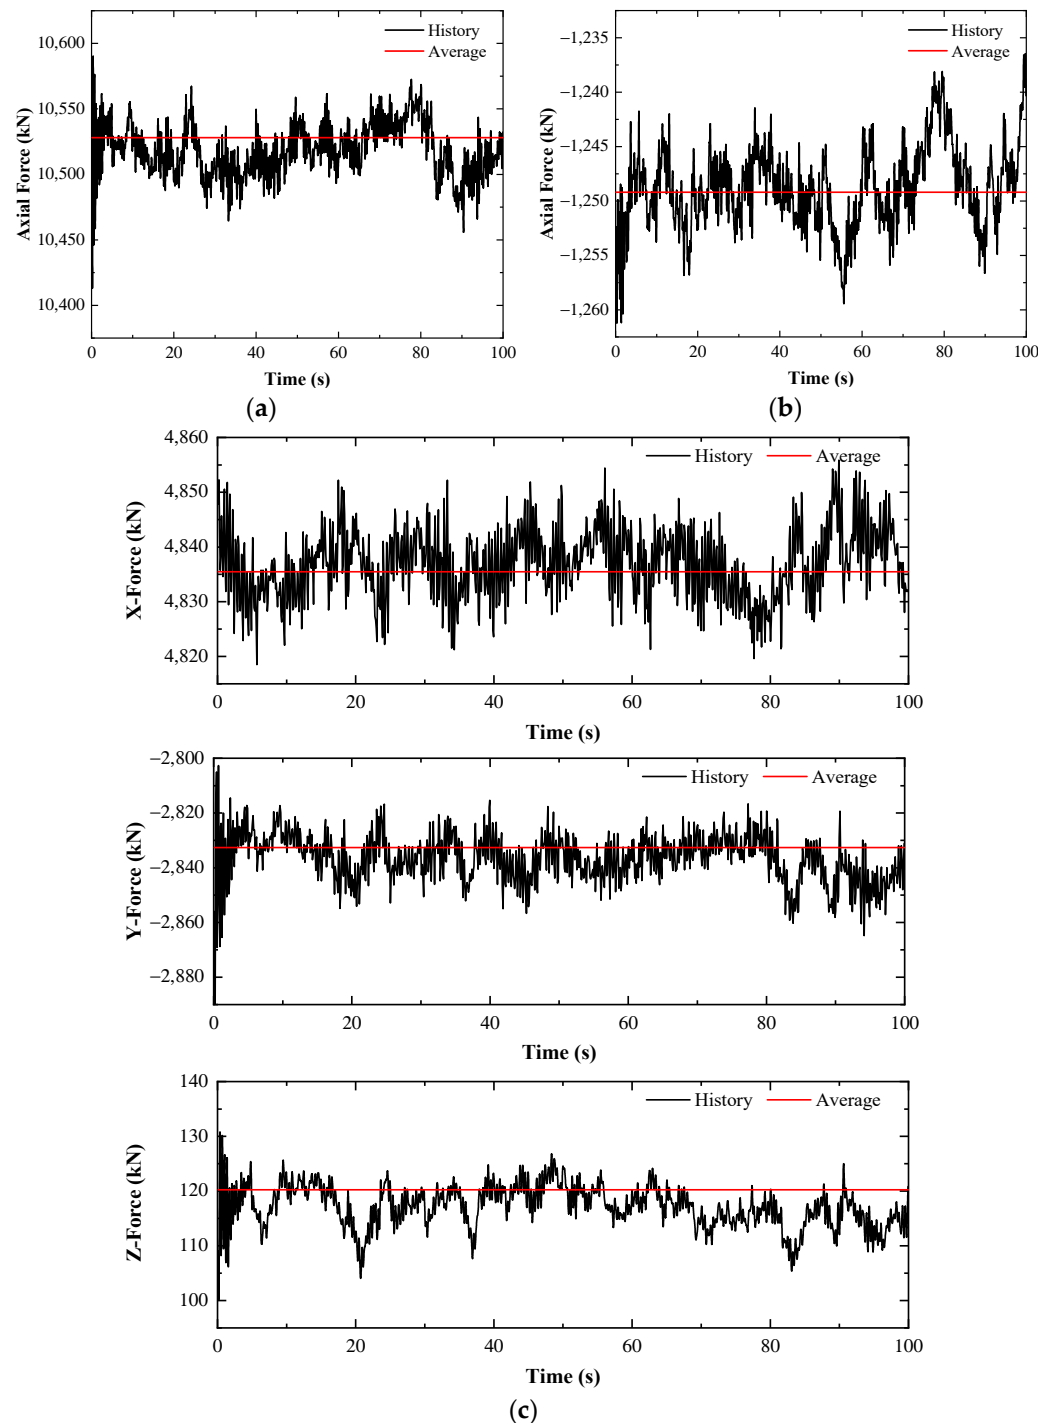 10,600
10,550
10,500
10,450
10,400
Axial Force (kN)
History
Average
0 20 40 60 80 100
Time (s)
(a)
−1,235
−1,240
−1,245
−1,250
−1,255
−1,260
Axial Force (kN)
History
Average
0 20 40 60 80 100
Time (s)
(b)
4,860
4,850
4,840
4,830
4,820
X-Force (kN)
History Average
0 20 40 60 80 100
Time (s)
−2,800
−2,820
−2,840
−2,860
−2,880
Y-Force (kN)
History Average
0 20 40 60 80 100
Time (s)
140
130
120
110
100
Z-Force (kN)
History Average
0 20 40 60 80 100
Time (s)
(c)